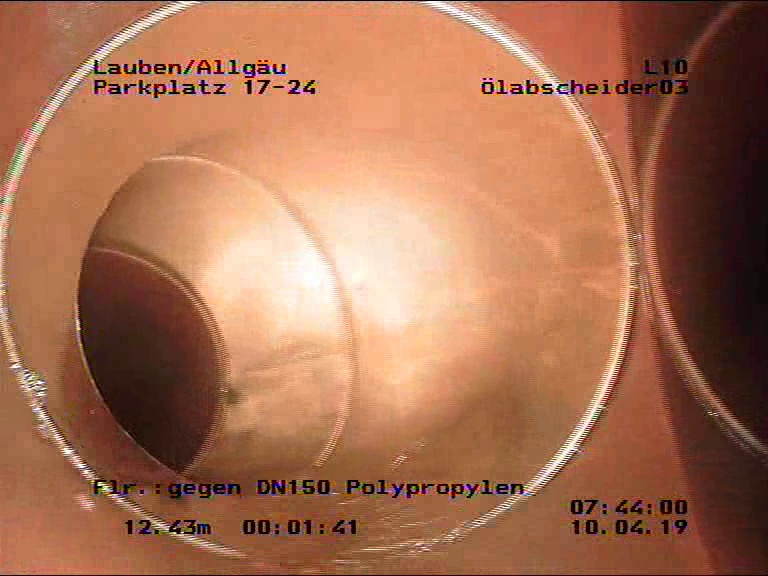 Lauben/Allgäu
L10
Parkplatz 17-24
Ölabscheider03
Flr.:gegen DN150 Polypropylen
07:44:00
12.43m 00:01:41
10.04.19